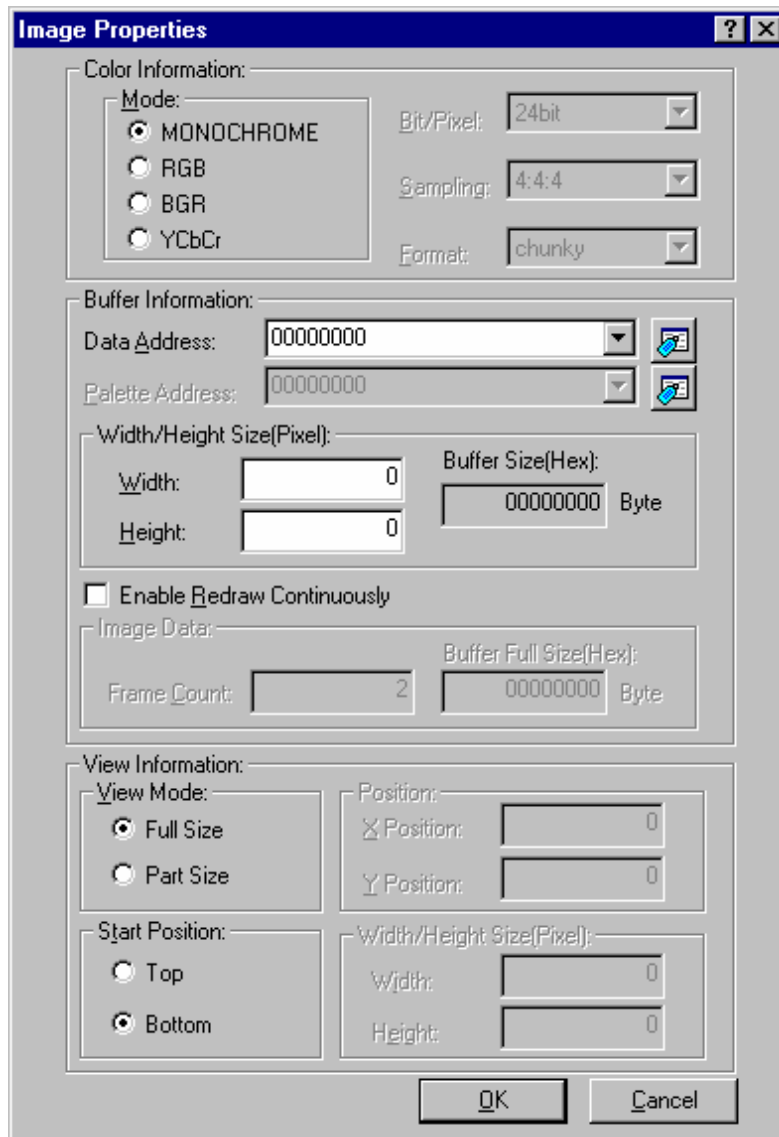 Image Properties
Color Information:
Mode:
MONOCHROME
RGB
BGR
YCbCr
Bit/Pixel: 24bit
Sampling: 4:4:4
Format: chunky
Buffer Information:
Data Address: 00000000
Palette Address: 00000000
Width/Height Size(Pixel):
Width: 0
Height: 0
Buffer Size(Hex):
00000000 Byte
Enable Redraw Continuously
Image Data:
Frame Count: 2
Buffer Full Size(Hex):
00000000 Byte
View Information:
View Mode:
Full Size
Part Size
Position:
X Position: 0
Y Position: 0
Start Position:
Top
Bottom
Width/Height Size(Pixel):
Width: 0
Height: 0
OK Cancel